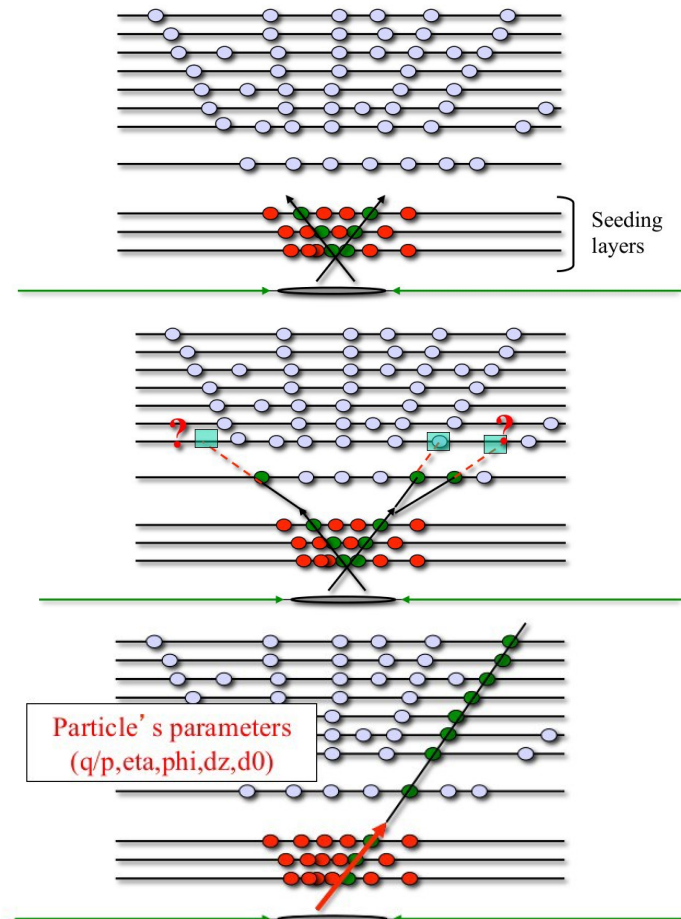 Seeding
layers
?
?
Particle's parameters
(q/p,eta,phi,dz,d0)